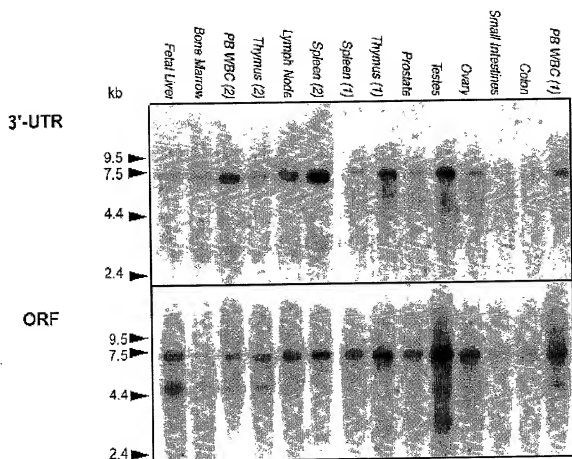 Fetal Liver
Bone Marrow
PB WBC (2)
Thymus (2)
Lymph Node
Spleen (2)
Spleen (1)
Thymus (1)
Prostate
Testes
Ovary
Small Intestines
Colon
PB WBC (1)
kb
3'-UTR
9.5
7.5
4.4
2.4
ORF
9.5
7.5
4.4
2.4